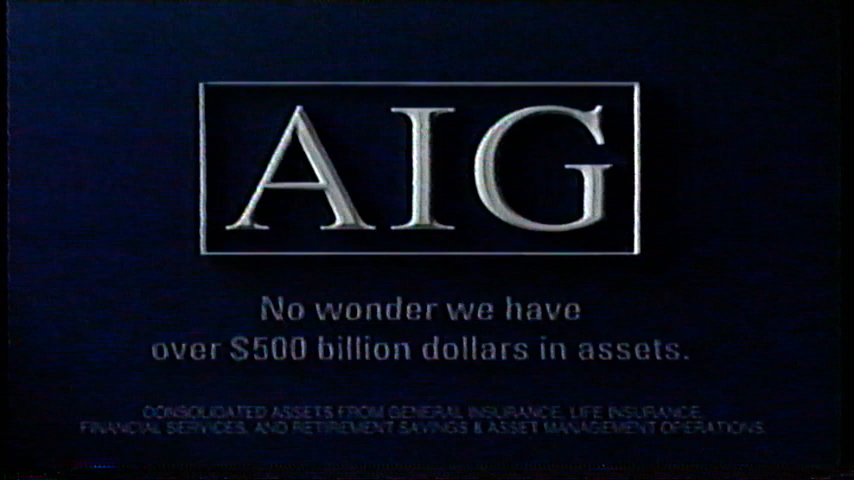 AIG
No wonder we have
over $500 billion dollars in assets.
CONSOLIDATED ASSETS FROM GENERAL INSURANCE, LIFE INSURANCE,
FINANCIAL SERVICES, AND RETIREMENT SAVINGS & ASSET MANAGEMENT OPERATIONS.